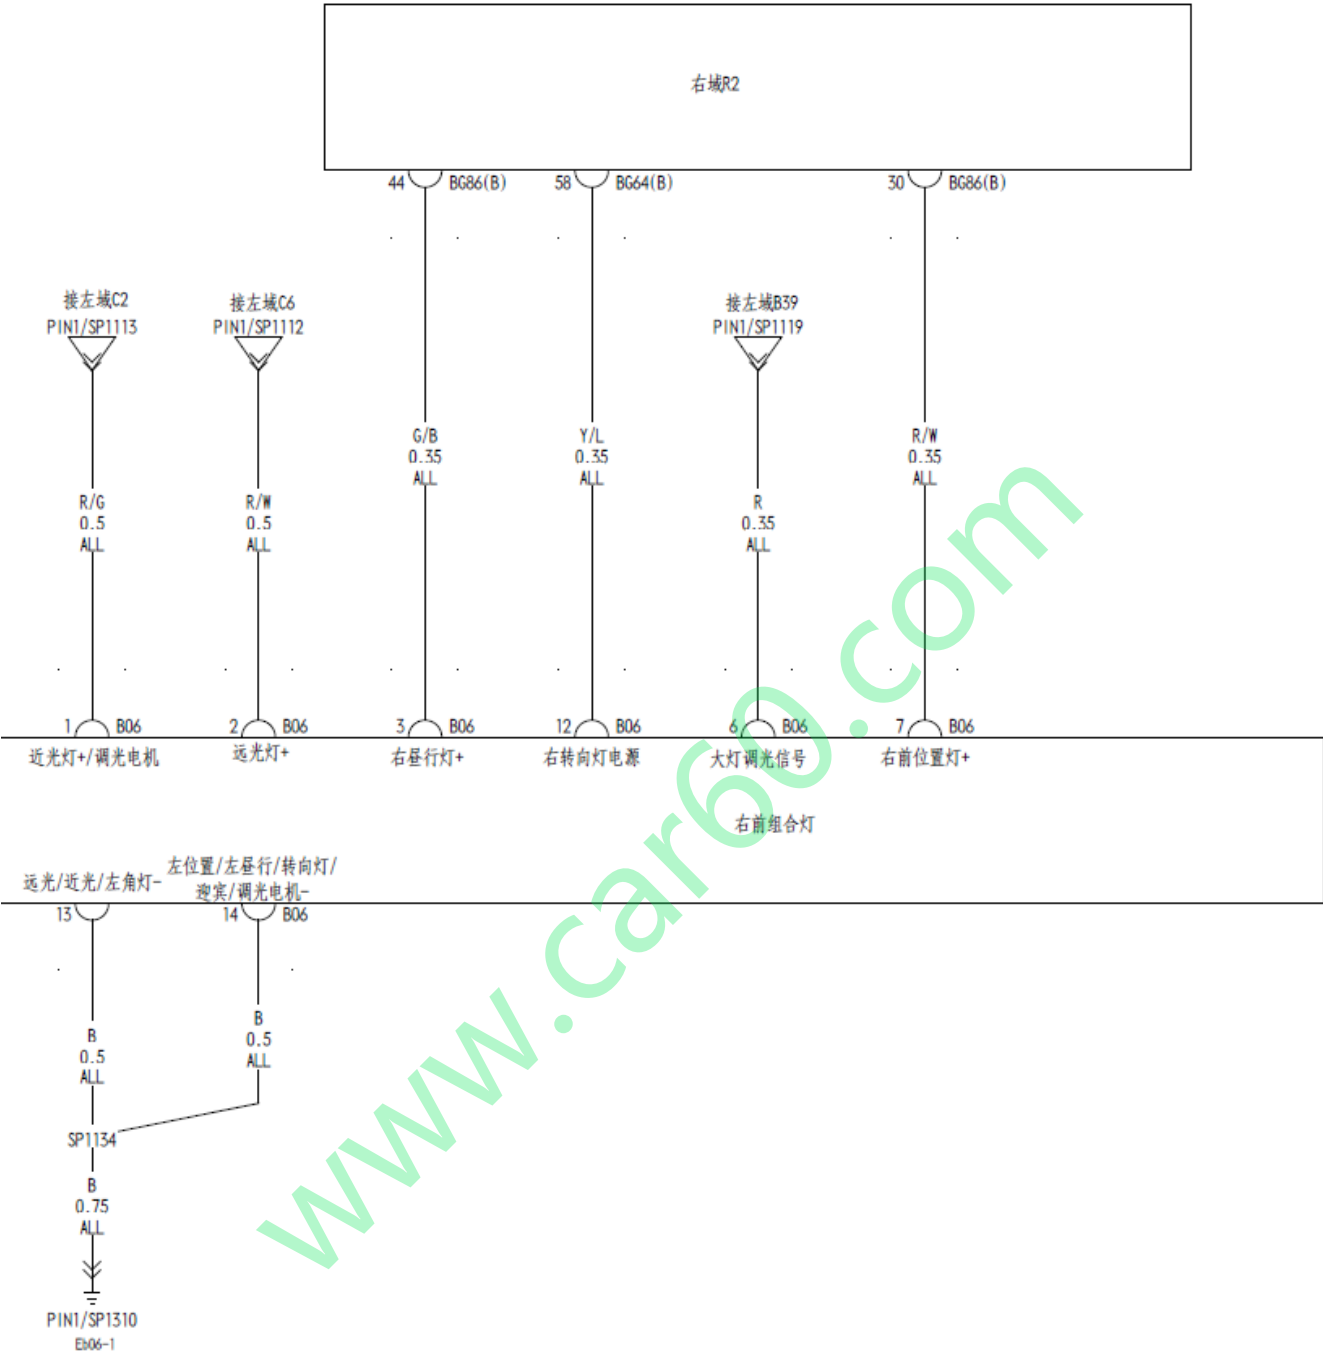 右域R2
44 BG86(B) 58 BG64(B) 30 BG86(B)
接左域C2 接左域C6 接左域B39
PIN1/SP1113 PIN1/SP1112 PIN1/SP1119
G/B Y/L R/W
0.35 0.35 0.35
ALL ALL ALL
R/G R/W R
0.5 0.5 0.35
ALL ALL ALL
1 B06 2 B06 3 B06 12 B06 6 B06 7 B06
近光灯+/调光电机 远光灯+ 右昼行灯+ 右转向灯电源 大灯调光信号 右前位置灯+
右前组合灯
远光/近光/左角灯-
左位置/左昼行/转向灯/
迎宾/调光电机-
13 14 B06
B
0.5
ALL
B
0.5
ALL
SP1134
B
0.75
ALL
PIN1/SP1310
Eb06-1
www.car60.com